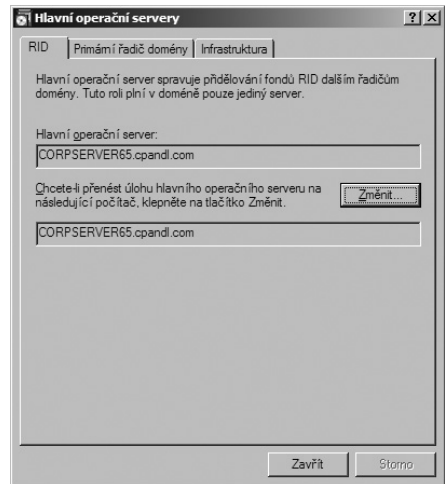 Hlavní operační servery
RID
Primární řadič domény
Infrastruktura
Hlavní operační server spravuje přidělování fondů RID dalším řadičům
domény. Tuto roli plní v doméně pouze jediný server.
Hlavní operační server:
CORPSERVER65.cpandl.com
Chcete-li přenést úlohu hlavního operačního serveru na
následující počítač, klepněte na tlačítko Změnit.
Změnit...
CORPSERVER65.cpandl.com
Zavřít
Storno